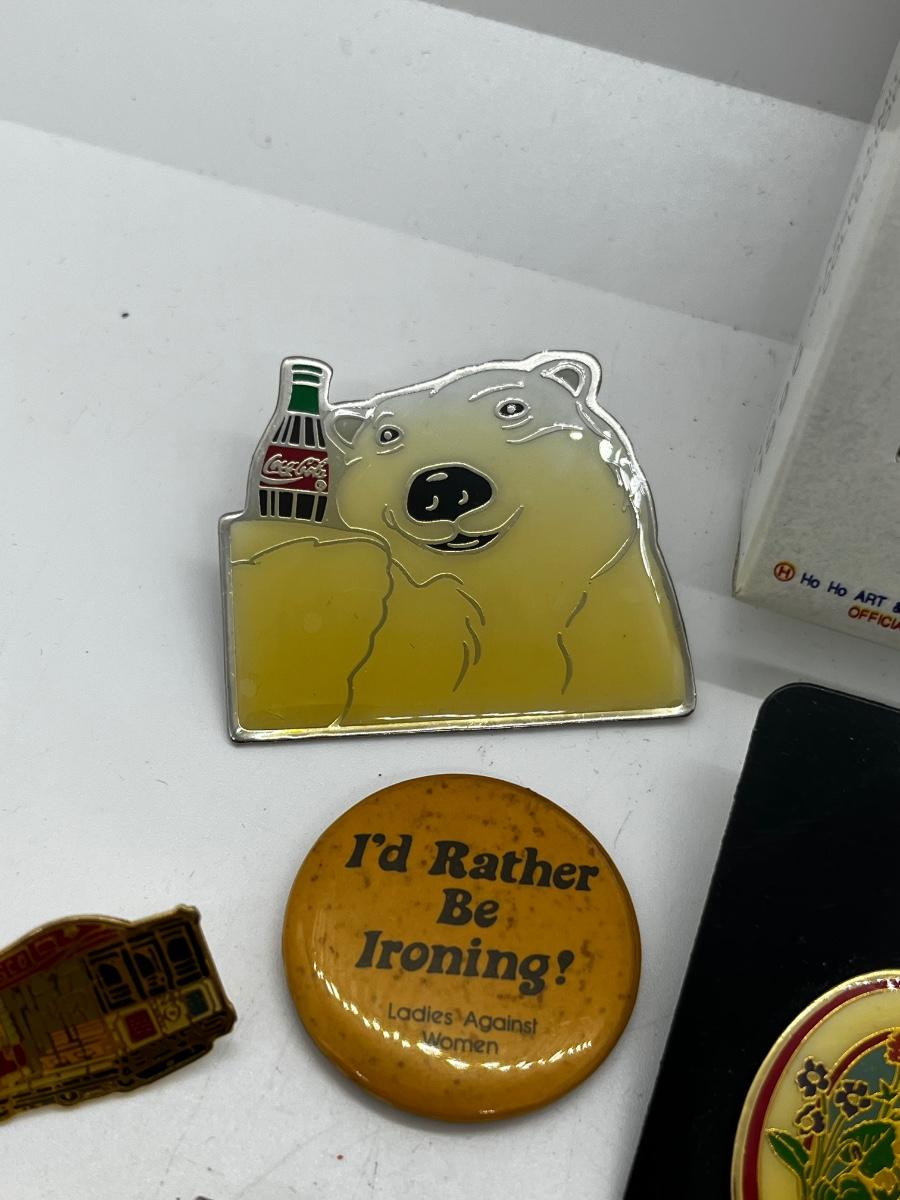 Coca-Cola
H Ho Ho ART &
OFFICIA
I'd Rather
Be
Ironing!
Ladies Against
Women